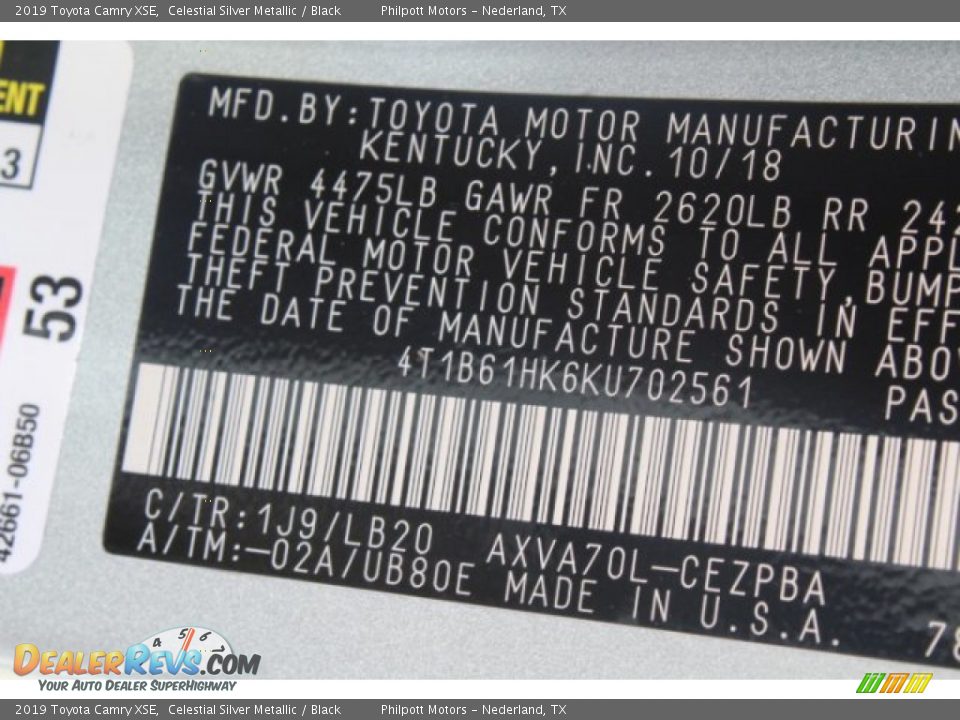 2019 Toyota Camry XSE, Celestial Silver Metallic / Black Philpott Motors - Nederland, TX
ENT
3
53
42661-06B50
MFD.BY:TOYOTA MOTOR MANUFACTURIN
KENTUCKY,INC.10/18
GVWR 4475LB GAWR FR 2620LB RR 242
THIS VEHICLE CONFORMS TO ALL APPL
FEDERAL MOTOR VEHICLE SAFETY,BUMP
THEFT PREVENTION STANDARDS IN EFF
THE DATE OF MANUFACTURE SHOWN ABOV
4T1B61HK6KU702561 PAS
C/TR:1J9/LB20 AXVA70L-CEZPBA
A/TM:-02A/UB80E MADE IN U.S.A.
78
4 5 6
DEALERREVS.COM
YOUR AUTO DEALER SUPERHIGHWAY
2019 Toyota Camry XSE, Celestial Silver Metallic / Black Philpott Motors - Nederland, TX